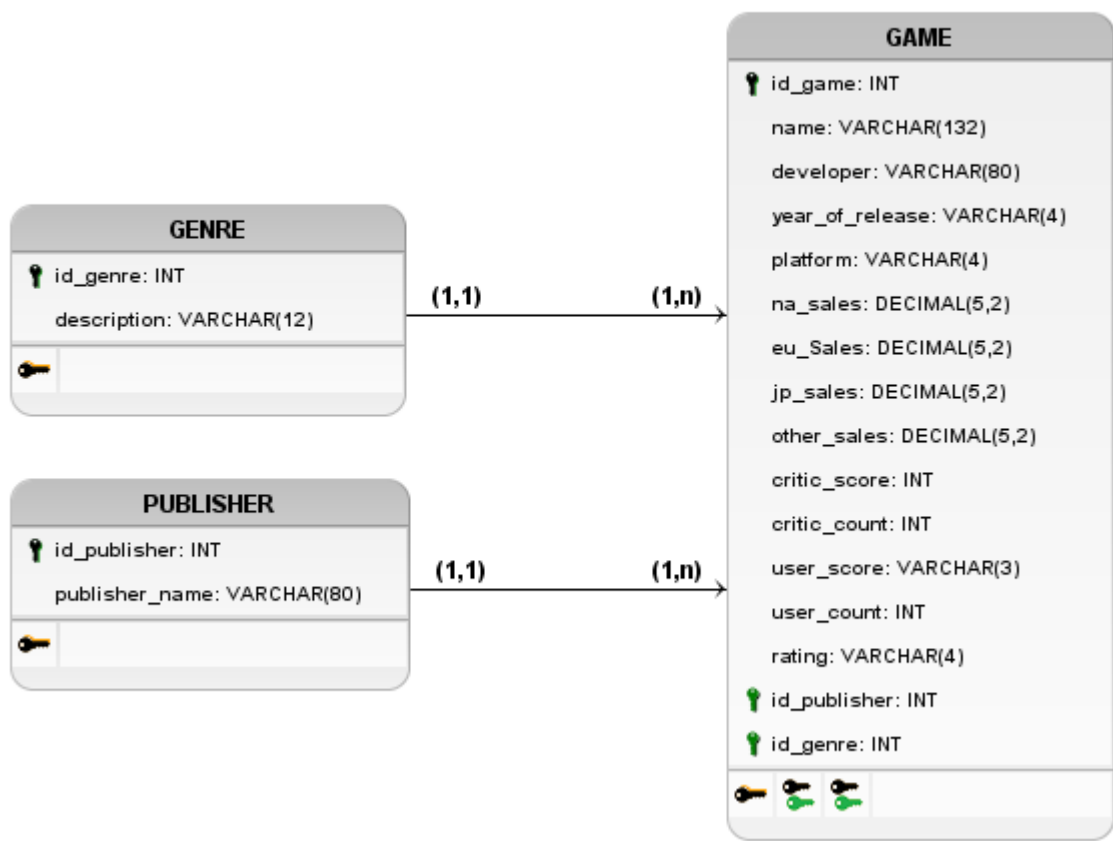 GENRE
id_genre: INT
description: VARCHAR(12)
(1,1)
(1,n)
PUBLISHER
id_publisher: INT
publisher_name: VARCHAR(80)
(1,1)
(1,n)
GAME
id_game: INT
name: VARCHAR(132)
developer: VARCHAR(80)
year_of_release: VARCHAR(4)
platform: VARCHAR(4)
na_sales: DECIMAL(5,2)
eu_Sales: DECIMAL(5,2)
jp_sales: DECIMAL(5,2)
other_sales: DECIMAL(5,2)
critic_score: INT
critic_count: INT
user_score: VARCHAR(3)
user_count: INT
rating: VARCHAR(4)
id_publisher: INT
id_genre: INT